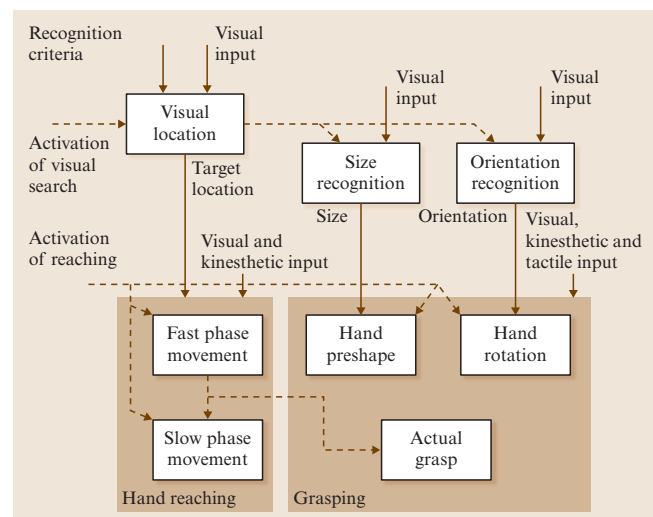 Recognition
criteria
Visual
input
Visual
input
Visual
input
Visual
location
Activation
of visual
search
Target
location
Size
recognition
Orientation
recognition
Size
Orientation
Visual,
kinesthetic and
tactile input
Activation
of reaching
Visual and
kinesthetic input
Fast phase
movement
Hand
preshape
Hand
rotation
Slow phase
movement
Actual
grasp
Hand reaching
Grasping